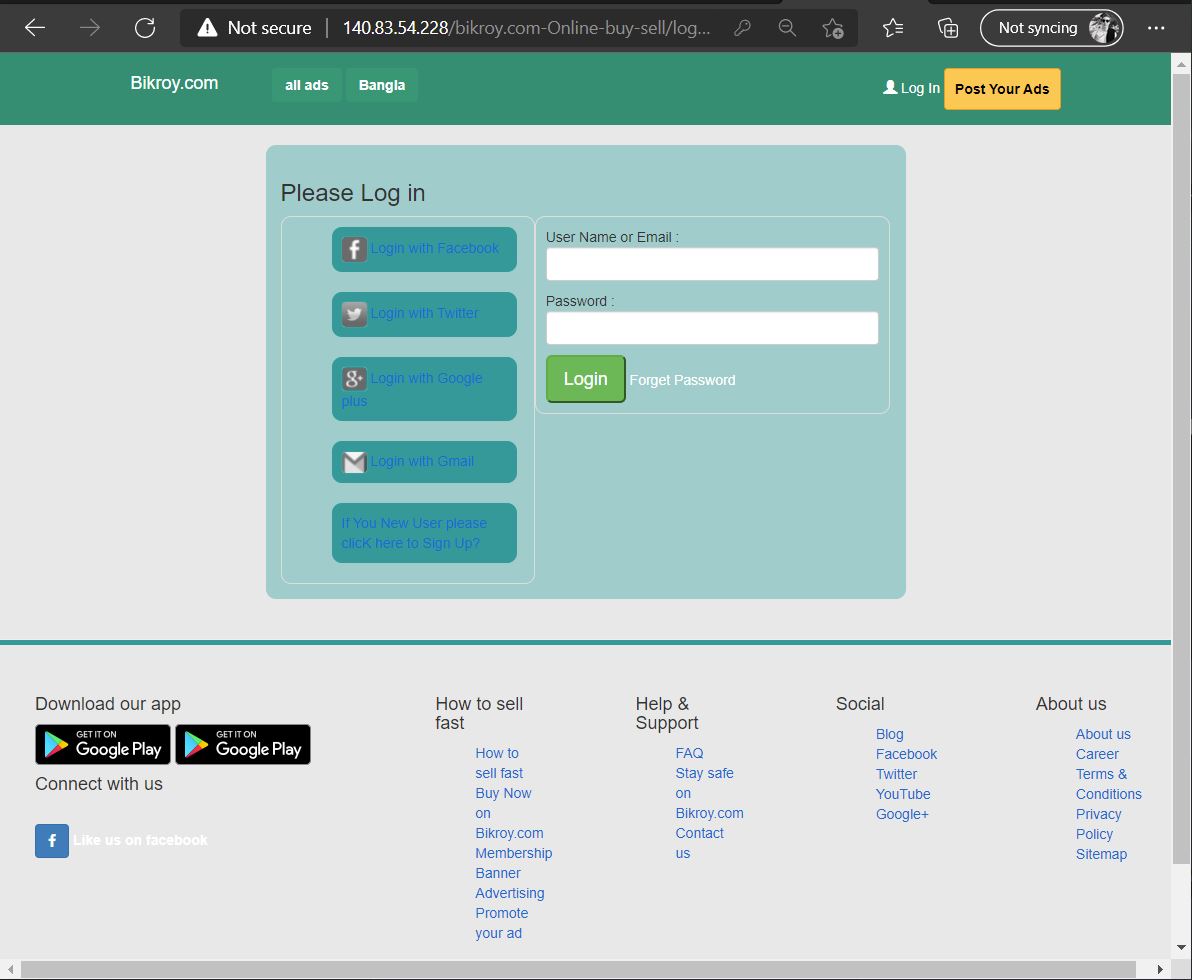 Not secure 140.83.54.228/bikroy.com-Online-buy-sell/log... Not syncing
Bikroy.com all ads Bangla Log In Post Your Ads
Please Log in
Login with Facebook
Login with Twitter
Login with Google
plus
Login with Gmail
If You New User please
clicK here to Sign Up?
User Name or Email :
Password :
Login Forget Password
Download our app
GET IT ON
Google Play
GET IT ON
Google Play
Connect with us
f Like us on facebook
How to sell
fast
How to
sell fast
Buy Now
on
Bikroy.com
Membership
Banner
Advertising
Promote
your ad
Help &
Support
FAQ
Stay safe
on
Bikroy.com
Contact
us
Social
Blog
Facebook
Twitter
YouTube
Google+
About us
About us
Career
Terms &
Conditions
Privacy
Policy
Sitemap